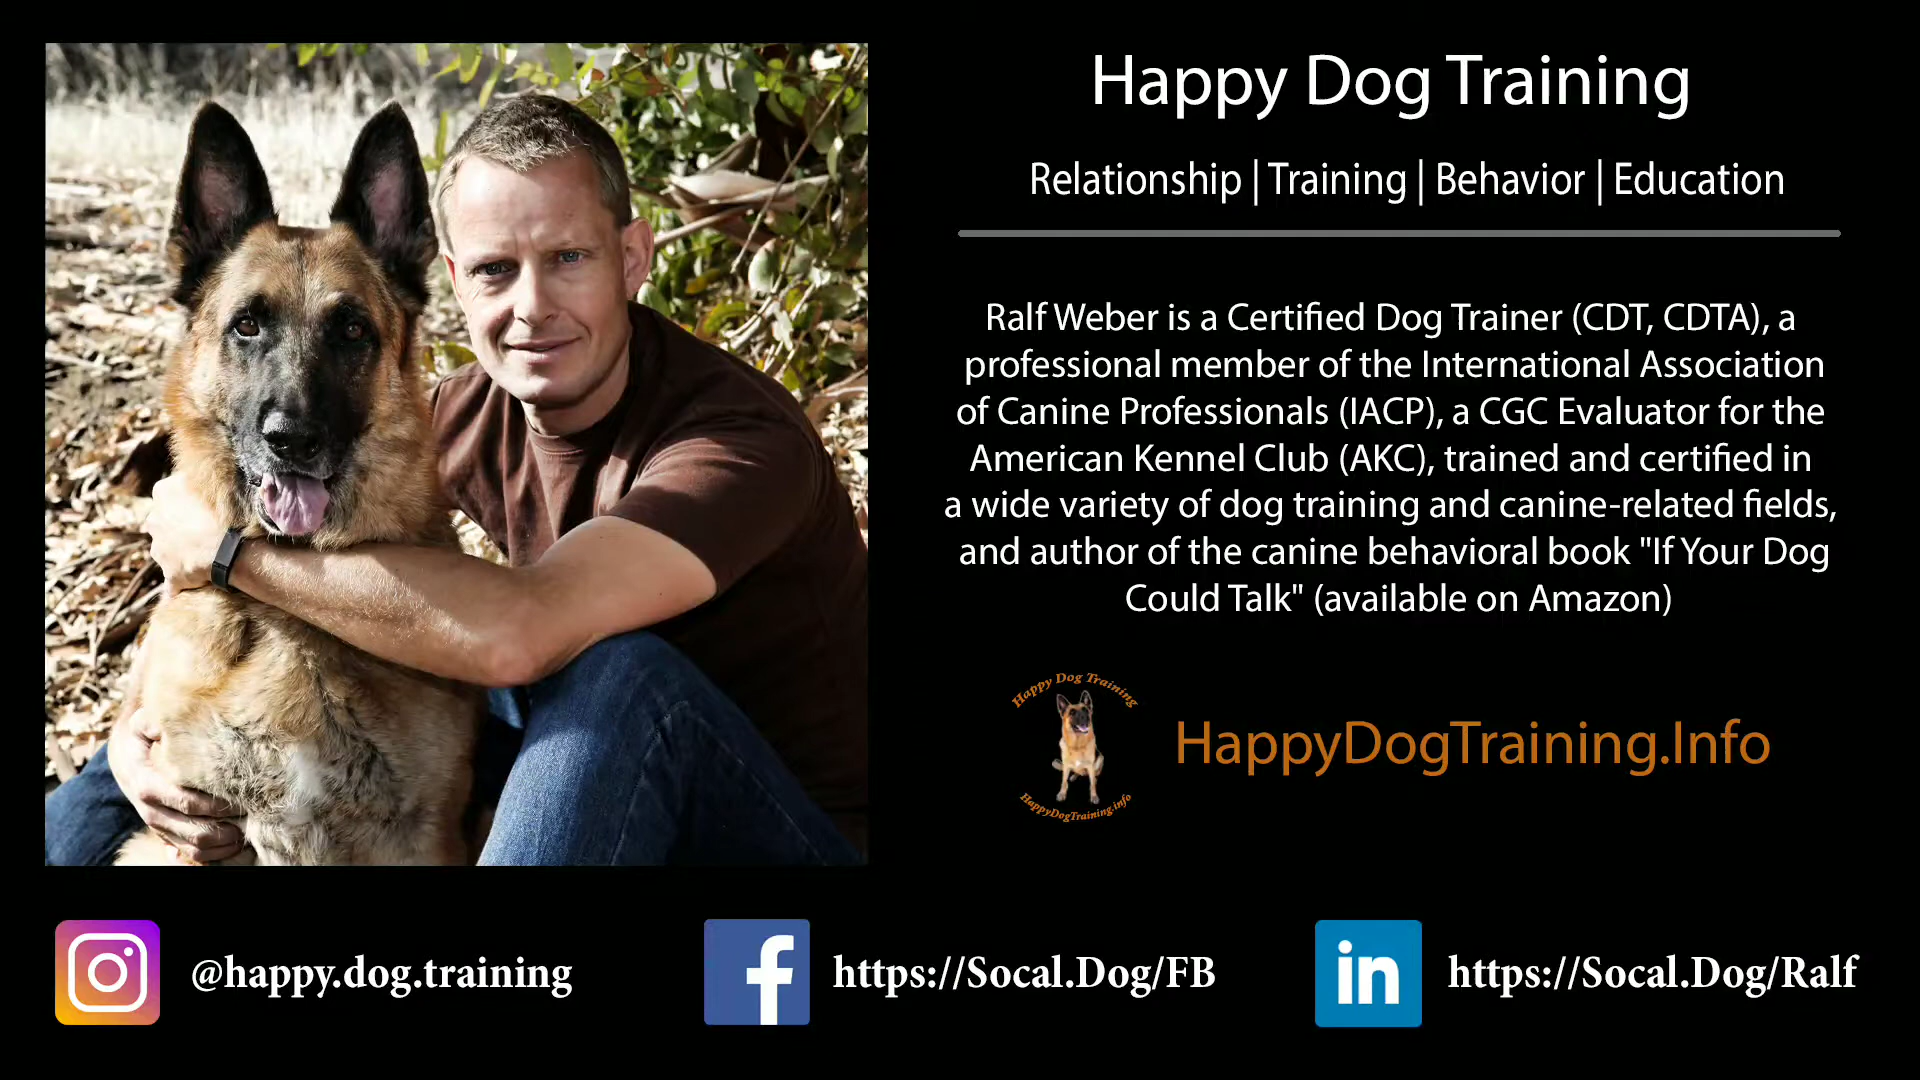 Happy Dog Training
Relationship | Training | Behavior | Education
Ralf Weber is a Certified Dog Trainer (CDT, CDTA), a
professional member of the International Association
of Canine Professionals (IACP), a CGC Evaluator for the
American Kennel Club (AKC), trained and certified in
a wide variety of dog training and canine-related fields,
and author of the canine behavioral book "If Your Dog
Could Talk" (available on Amazon)
Happy Dog Training
HappyDogTraining.info
HappyDogTraining.Info
@happy.dog.training
https://Socal.Dog/FB
https://Socal.Dog/Ralf